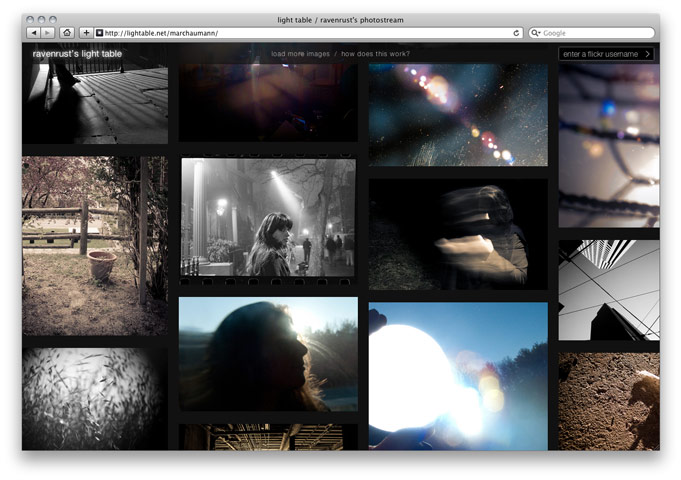 light table / ravenrust's photostream
http://lightable.net/marchaumann/
Google
ravenrust's light table
load more images / how does this work?
enter a flickr username